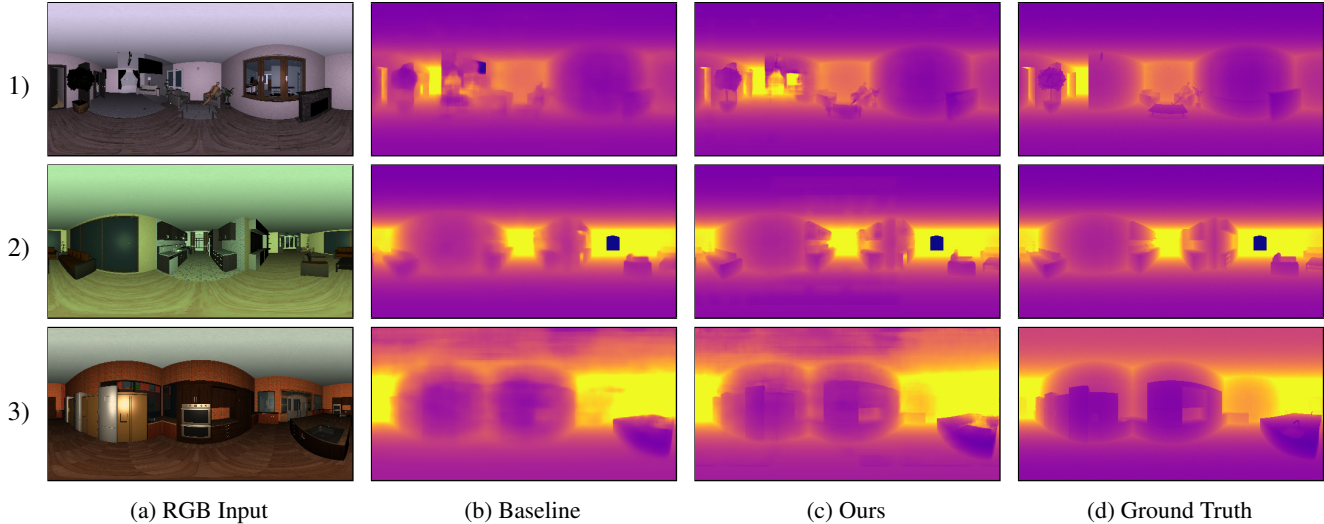 1)
2)
3)
(a) RGB Input
(b) Baseline
(c) Ours
(d) Ground Truth